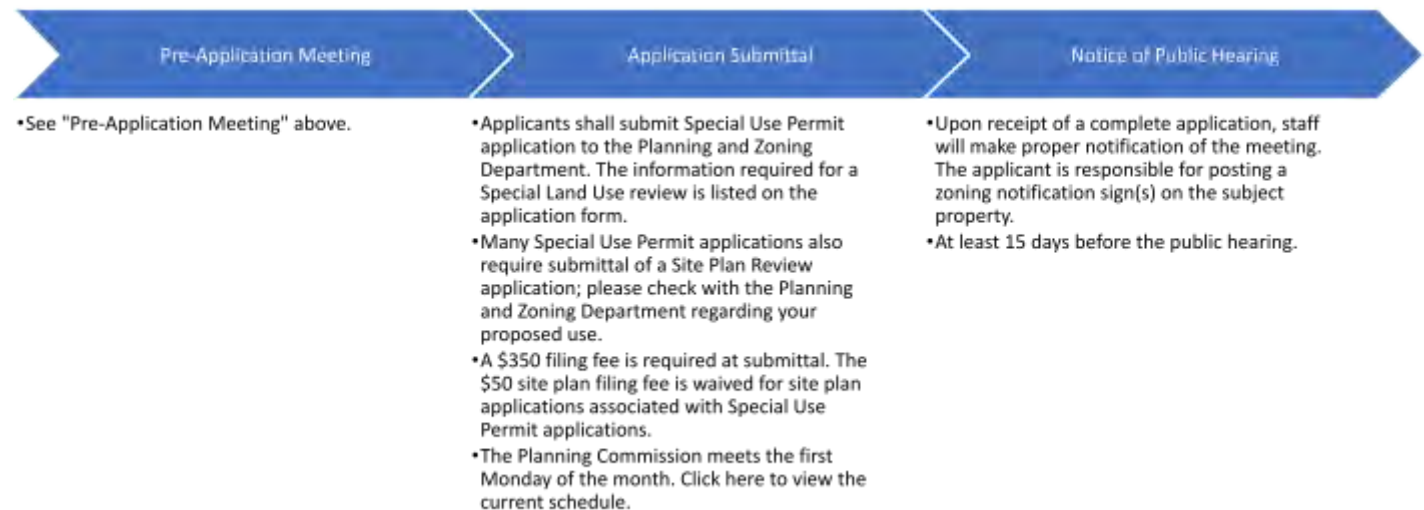 Pre-Application Meeting
Application Submittal
Notice of Public Hearing
•See "Pre-Application Meeting" above.
•Applicants shall submit Special Use Permit
application to the Planning and Zoning
Department. The information required for a
Special Land Use review is listed on the
application form.
•Many Special Use Permit applications also
require submittal of a Site Plan Review
application; please check with the Planning
and Zoning Department regarding your
proposed use.
•A $350 filing fee is required at submittal. The
$50 site plan filing fee is waived for site plan
applications associated with Special Use
Permit applications.
•The Planning Commission meets the first
Monday of the month. Click here to view the
current schedule.
•Upon receipt of a complete application, staff
will make proper notification of the meeting.
The applicant is responsible for posting a
zoning notification sign(s) on the subject
property.
•At least 15 days before the public hearing.